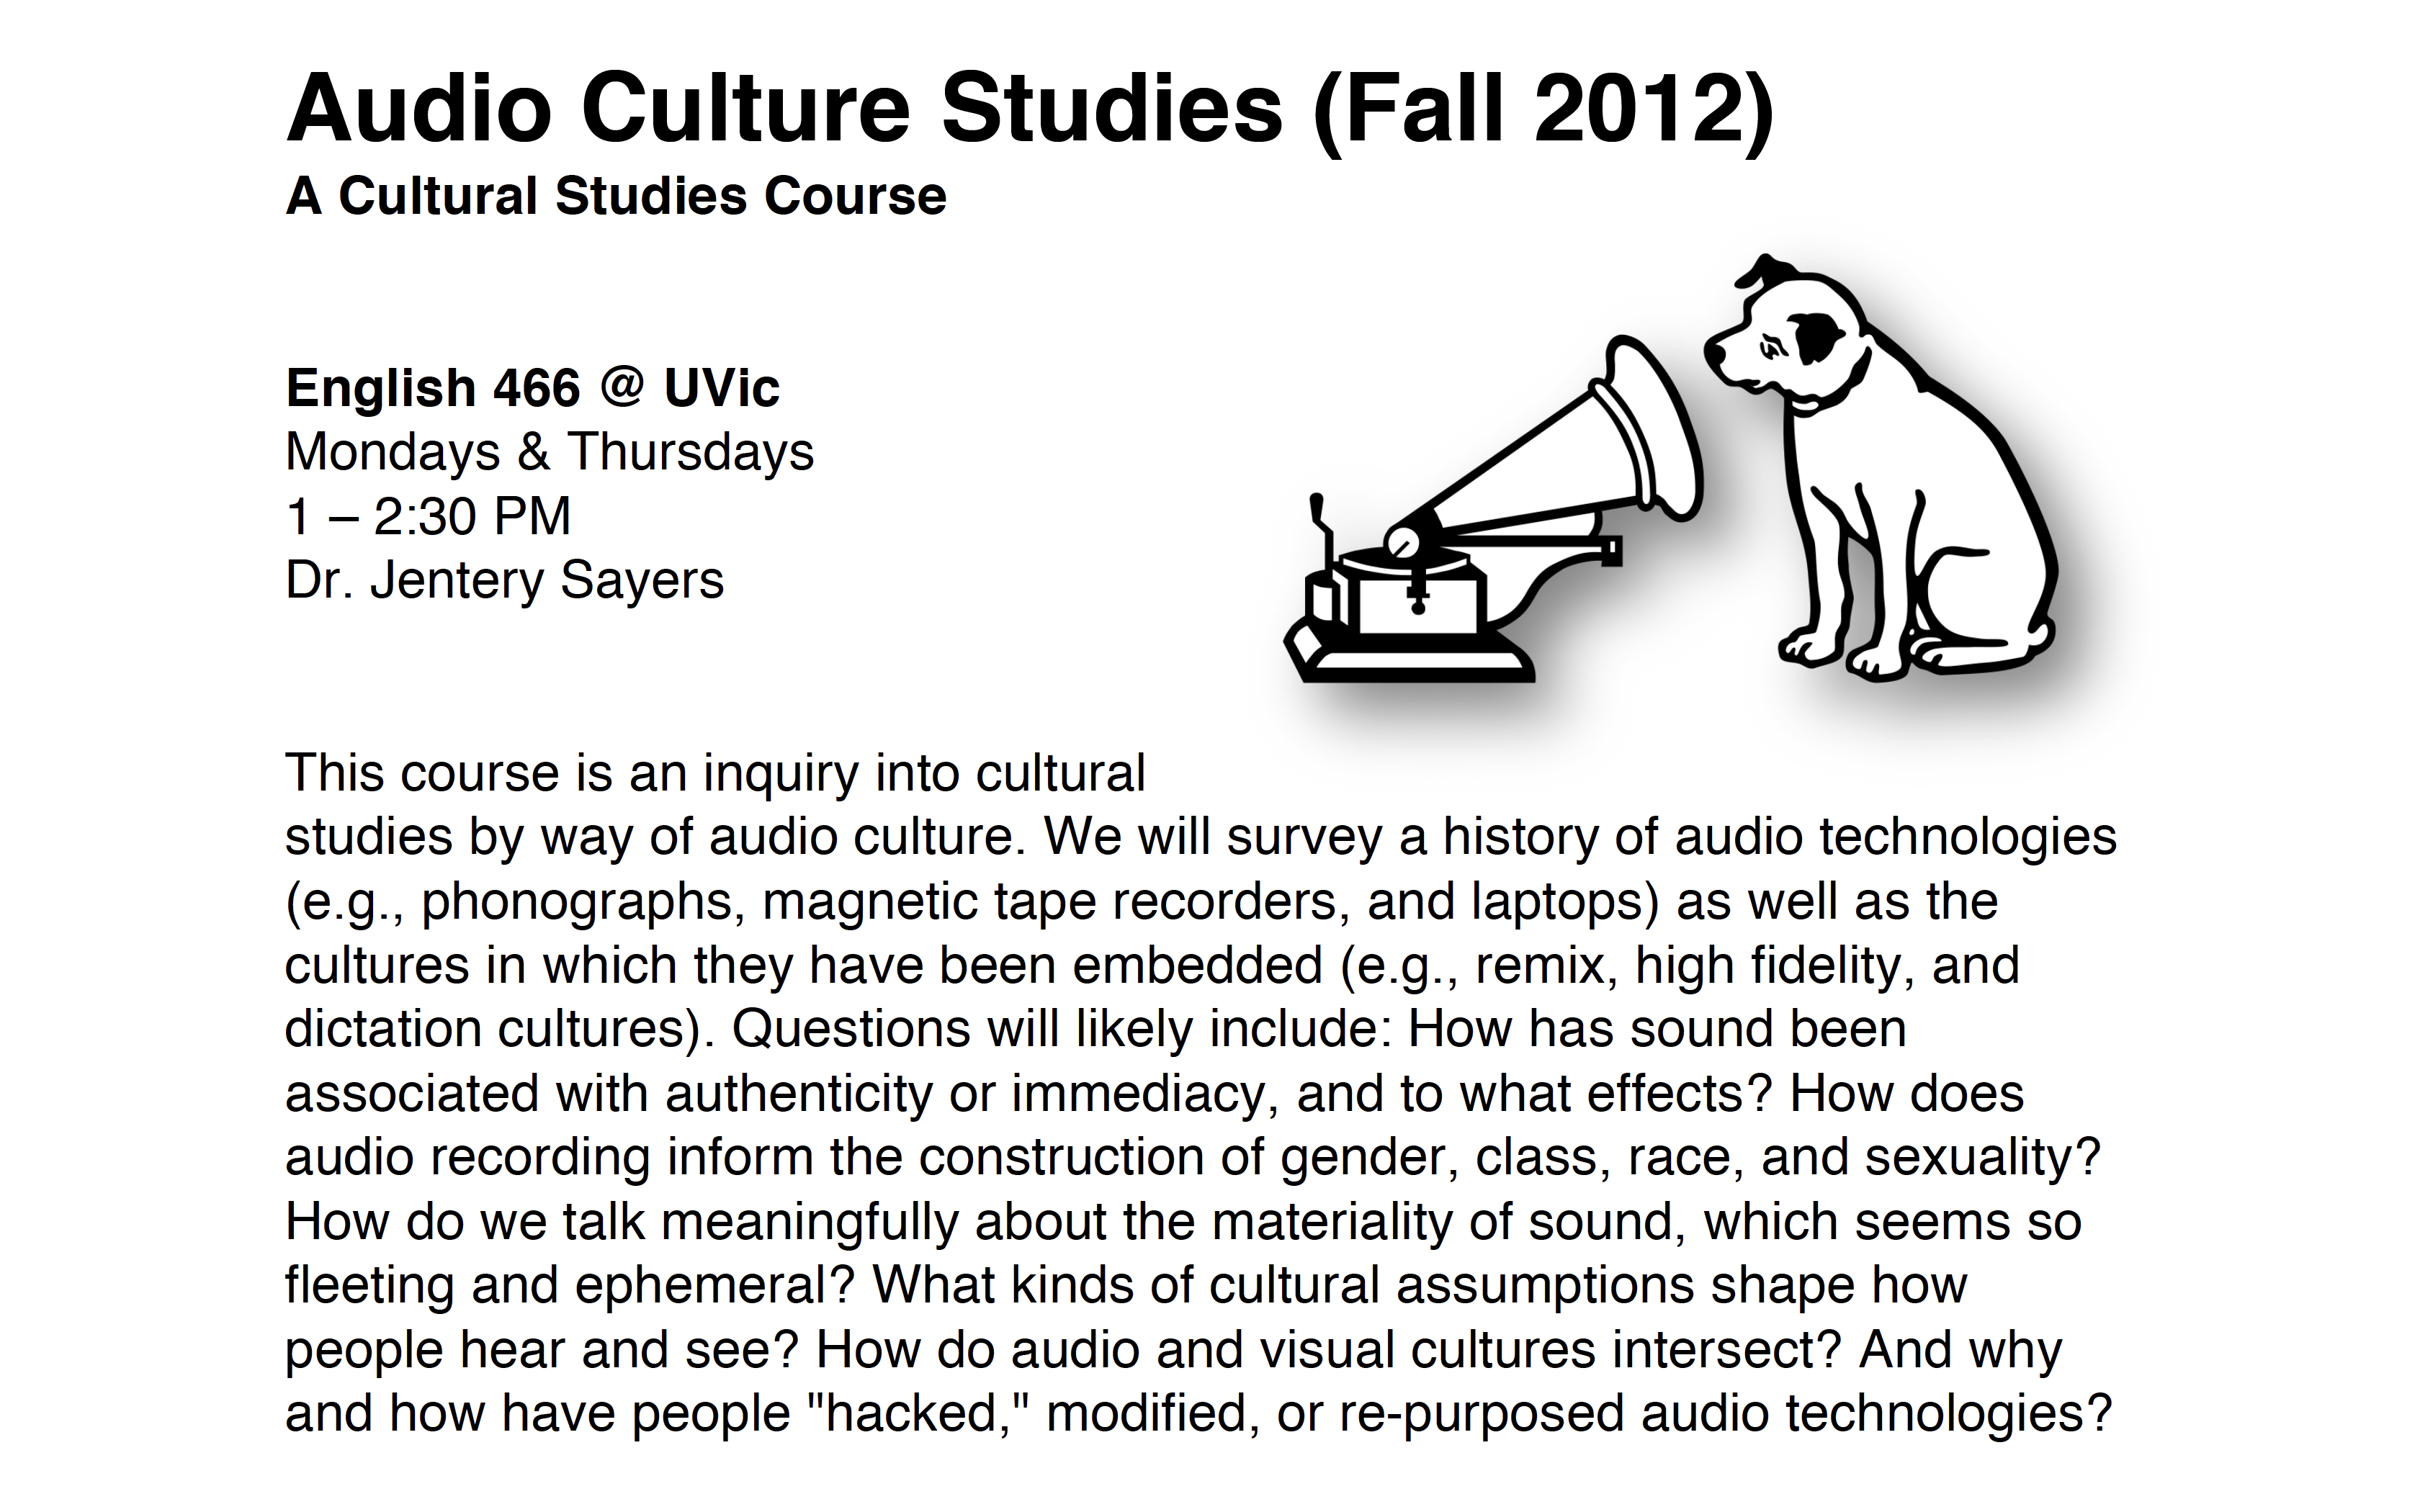 Audio Culture Studies (Fall 2012)
A Cultural Studies Course
English 466 @ UVic
Mondays & Thursdays
1 – 2:30 PM
Dr. Jentery Sayers
This course is an inquiry into cultural
studies by way of audio culture. We will survey a history of audio technologies
(e.g., phonographs, magnetic tape recorders, and laptops) as well as the
cultures in which they have been embedded (e.g., remix, high fidelity, and
dictation cultures). Questions will likely include: How has sound been
associated with authenticity or immediacy, and to what effects? How does
audio recording inform the construction of gender, class, race, and sexuality?
How do we talk meaningfully about the materiality of sound, which seems so
fleeting and ephemeral? What kinds of cultural assumptions shape how
people hear and see? How do audio and visual cultures intersect? And why
and how have people "hacked," modified, or re-purposed audio technologies?